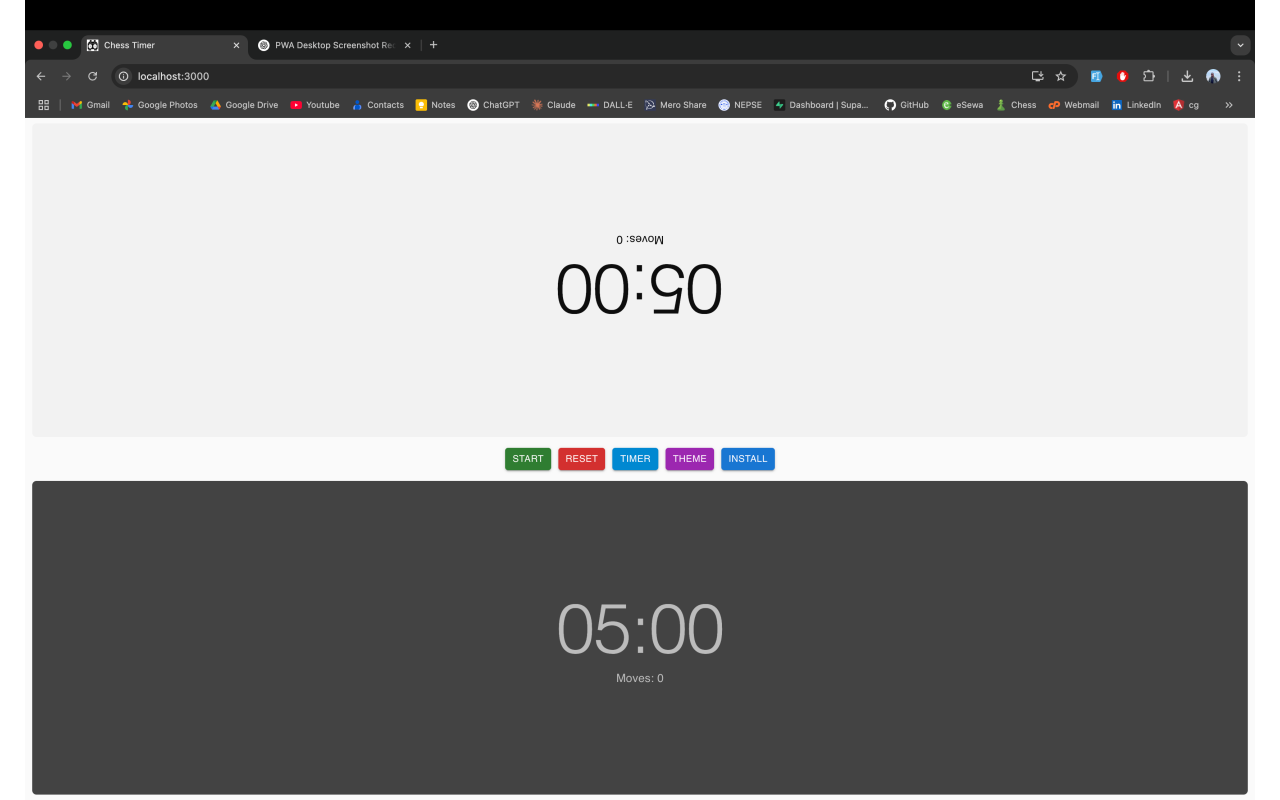 Chess Timer
PWA Desktop Screenshot Re
localhost:3000
Gmail Google Photos Google Drive Youtube Contacts Notes ChatGPT Claude DALL·E Mero Share NEPSE Dashboard | Supa... GitHub eSewa Chess Webmail LinkedIn cg
Moves: 0
05:00
START RESET TIMER THEME INSTALL
05:00
Moves: 0